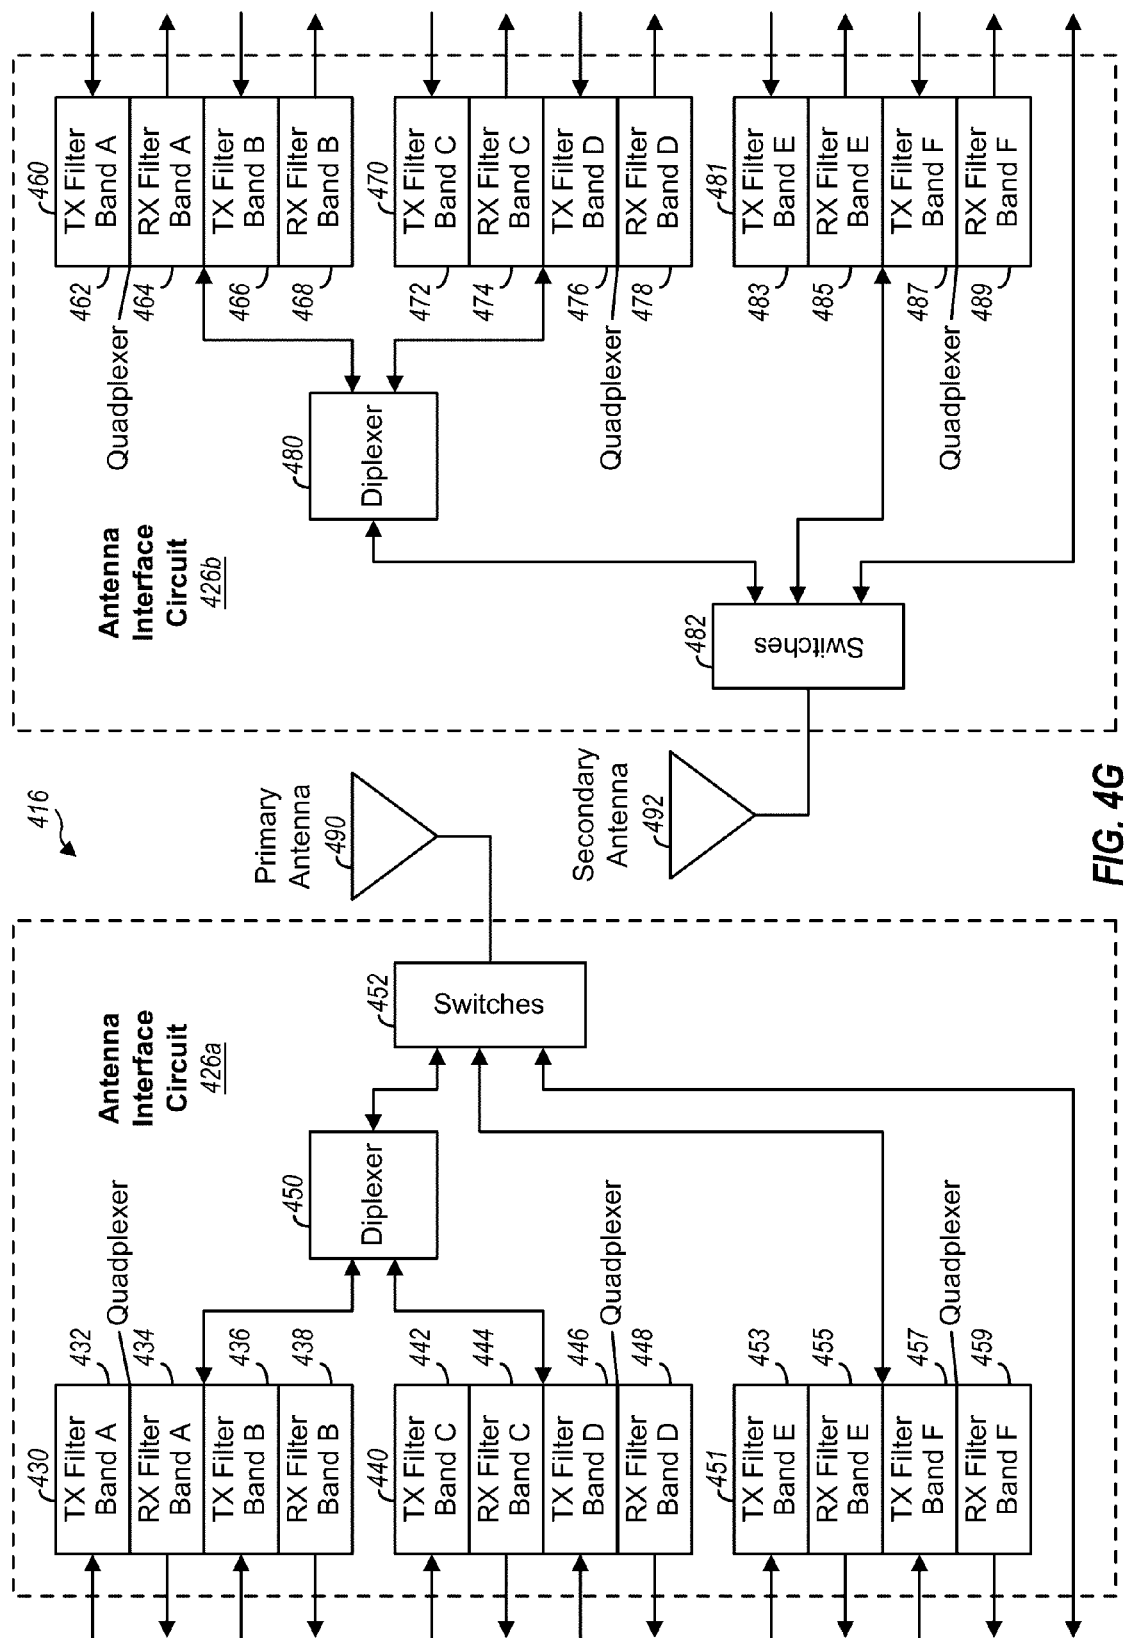 416
Antenna
Interface
Circuit
426a
430
TX Filter
Band A
432
RX Filter
Band A
434
TX Filter
Band B
436
RX Filter
Band B
438
Quadplexer
440
TX Filter
Band C
442
RX Filter
Band C
444
TX Filter
Band D
446
RX Filter
Band D
448
Quadplexer
451
TX Filter
Band E
453
RX Filter
Band E
455
TX Filter
Band F
457
RX Filter
Band F
459
Quadplexer
450
Diplexer
452
Switches
Primary
Antenna
490
Secondary
Antenna
492
Antenna
Interface
Circuit
426b
480
Diplexer
482
Switches
460
TX Filter
Band A
462
RX Filter
Band A
464
TX Filter
Band B
466
RX Filter
Band B
468
Quadplexer
470
TX Filter
Band C
472
RX Filter
Band C
474
TX Filter
Band D
476
RX Filter
Band D
478
Quadplexer
481
TX Filter
Band E
483
RX Filter
Band E
485
TX Filter
Band F
487
RX Filter
Band F
489
Quadplexer
FIG. 4G